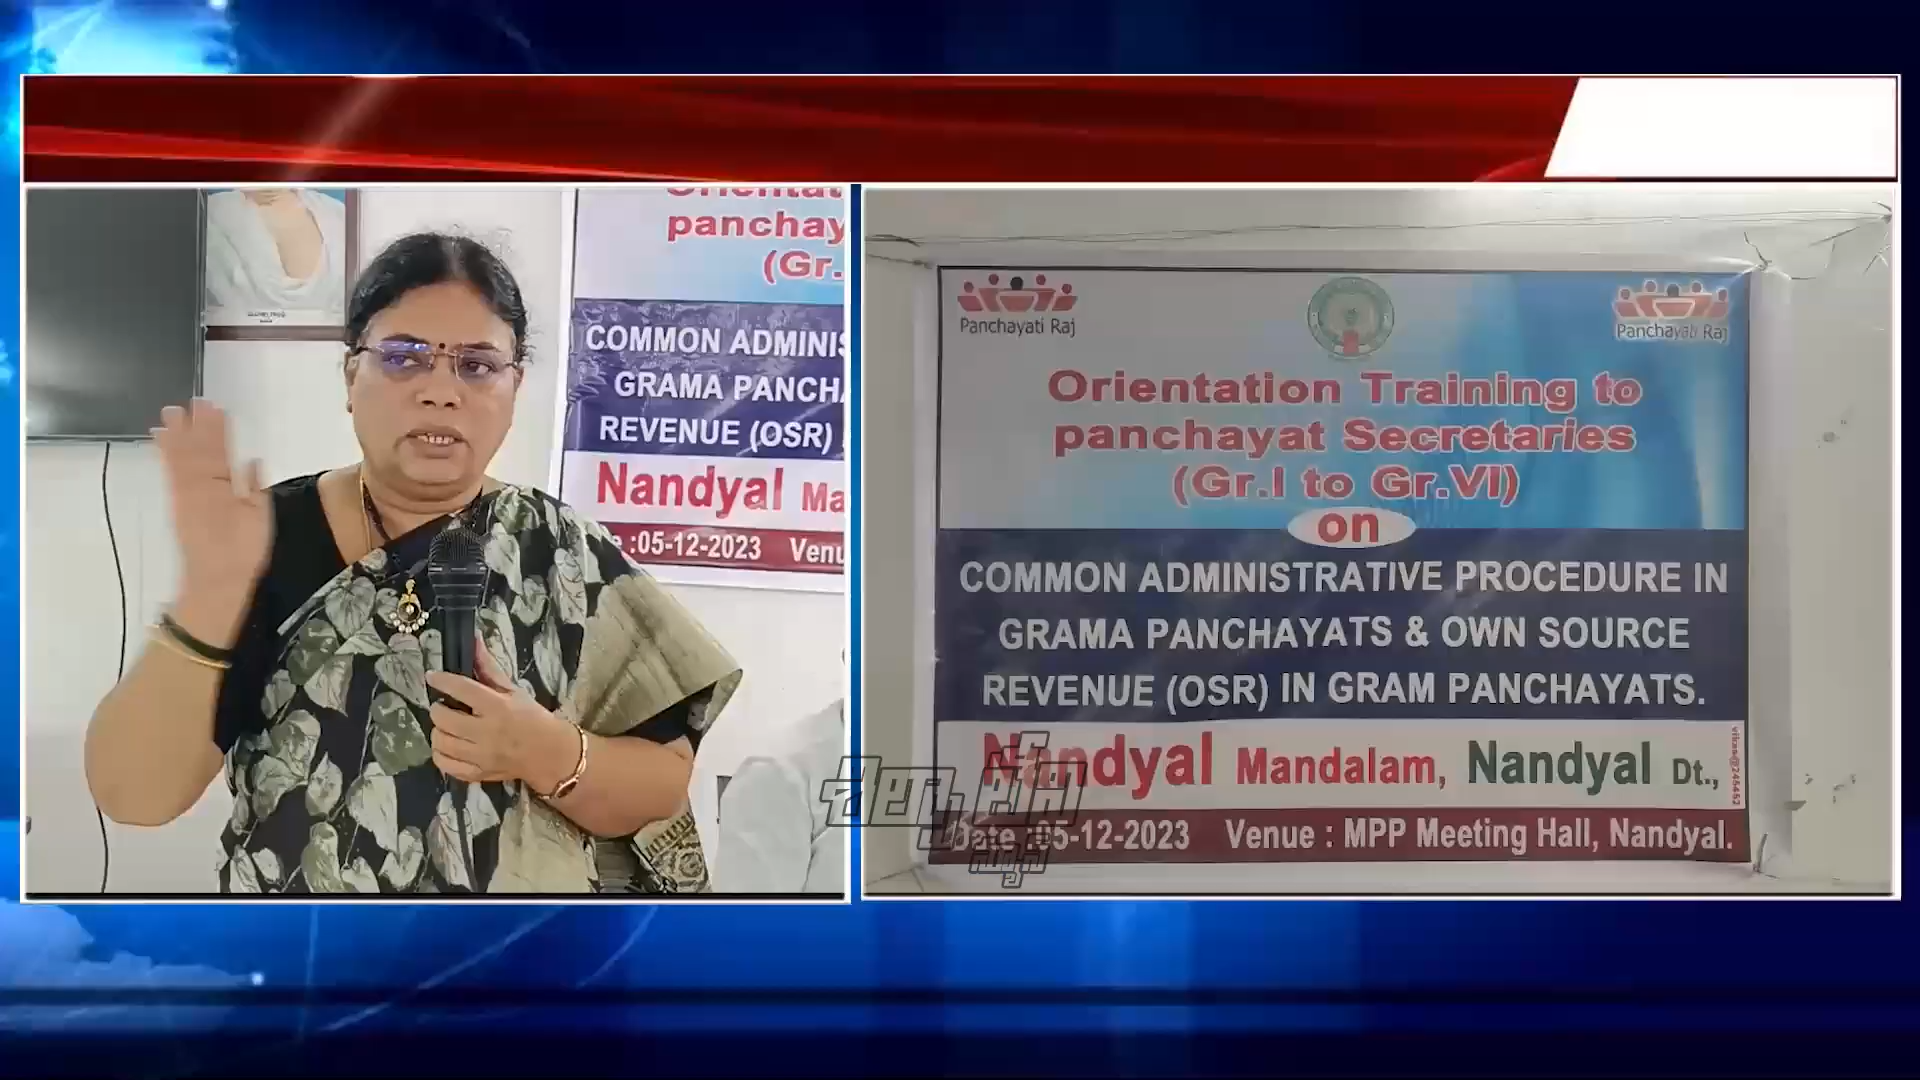 Orientat
panchay
(Gr.
COMMON ADMINIS
GRAMA PANCHA
REVENUE (OSR)
Nandyal Ma
:05-12-2023 Venu
Panchayati Raj
Panchayati Raj
Orientation Training to
panchayat Secretaries
(Gr.I to Gr.VI)
on
COMMON ADMINISTRATIVE PROCEDURE IN
GRAMA PANCHAYATS & OWN SOURCE
REVENUE (OSR) IN GRAM PANCHAYATS.
Nandyal Mandalam, Nandyal Dt.,
Date :05-12-2023 Venue : MPP Meeting Hall, Nandyal.